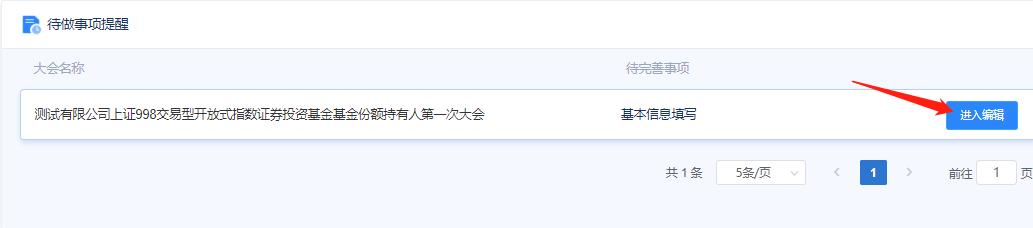 待做事项提醒
大会名称 待完善事项
测试有限公司上证998交易型开放式指数证券投资基金基金份额持有人第一次大会 基本信息填写 进入编辑
共 1 条 5条/页 1 前往 1 页